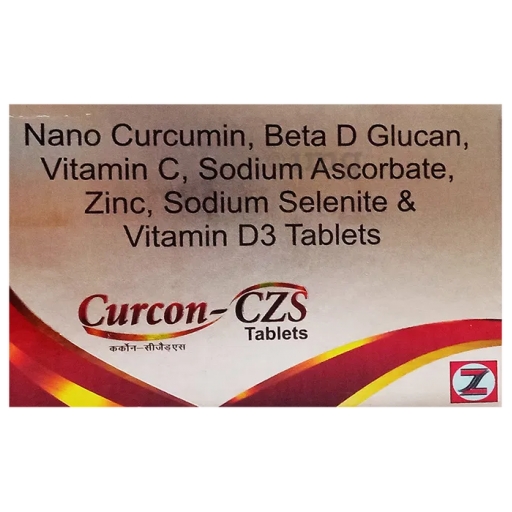 Nano Curcumin, Beta D Glucan,
Vitamin C, Sodium Ascorbate,
Zinc, Sodium Selenite &
Vitamin D3 Tablets
Curcon-CZS
Tablets
कर्कोन-सीजैडएस
Z